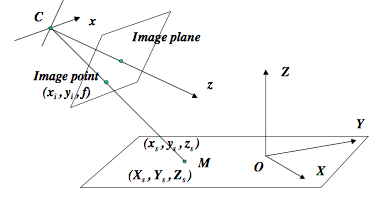 C
x
Image plane
Image point
(x_i, y_i, f)
z
Z
Y
(x_s, y_s, z_s)
M
O
X
(X_s, Y_s, Z_s)